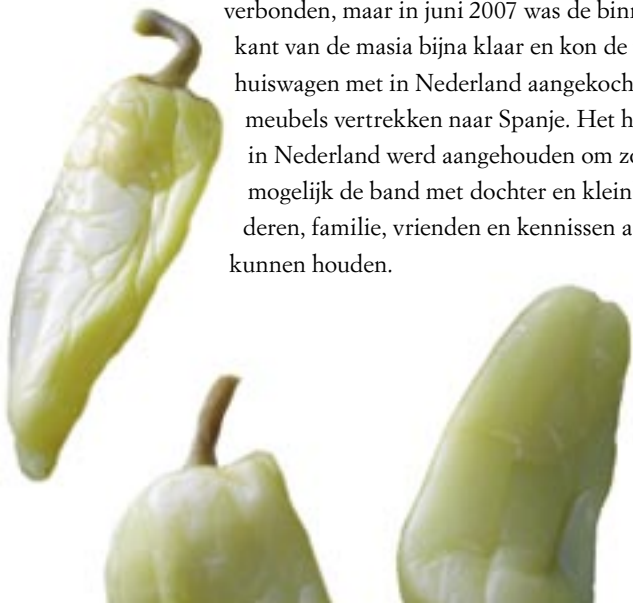 verbonden, maar in juni 2007 was de binn
kant van de masia bijna klaar en kon de
huiswagen met in Nederland aangekoch
meubels vertrekken naar Spanje. Het h
in Nederland werd aangehouden om zo
mogelijk de band met dochter en klein
deren, familie, vrienden en kennissen a
kunnen houden.